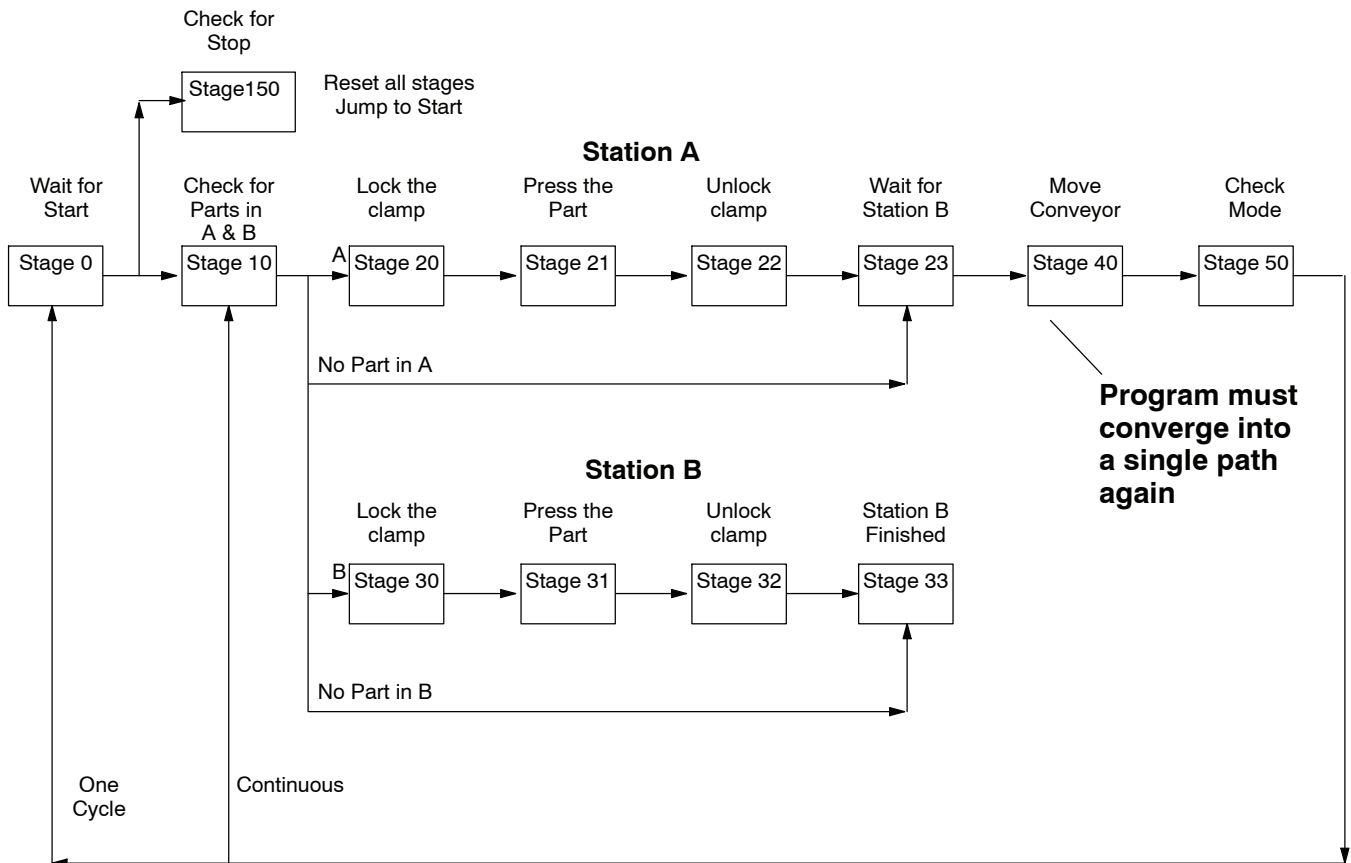 Check for
Stop
Stage150
Reset all stages
Jump to Start
Station A
Wait for
Start
Check for
Parts in
A & B
Lock the
clamp
Press the
Part
Unlock
clamp
Wait for
Station B
Move
Conveyor
Check
Mode
Stage 0
Stage 10
A
Stage 20
Stage 21
Stage 22
Stage 23
Stage 40
Stage 50
No Part in A
Program must
converge into
a single path
again
Station B
Lock the
clamp
Press the
Part
Unlock
clamp
Station B
Finished
B
Stage 30
Stage 31
Stage 32
Stage 33
No Part in B
One
Cycle
Continuous